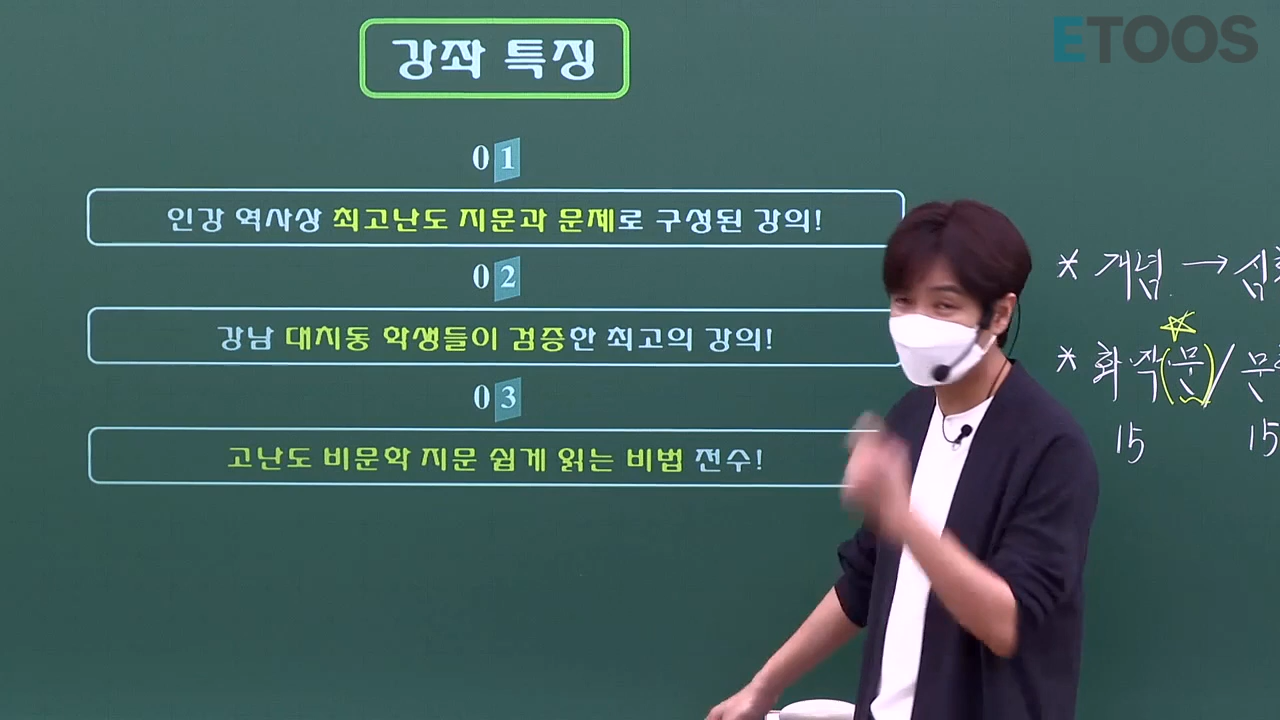 ETOOS
강좌 특징
01
인강 역사상 최고난도 지문과 문제로 구성된 강의!
02
강남 대치동 학생들이 검증한 최고의 강의!
03
고난도 비문학 지문 쉽게 읽는 비법 전수!
* 개념 →
* 화·작(문)/
15 15